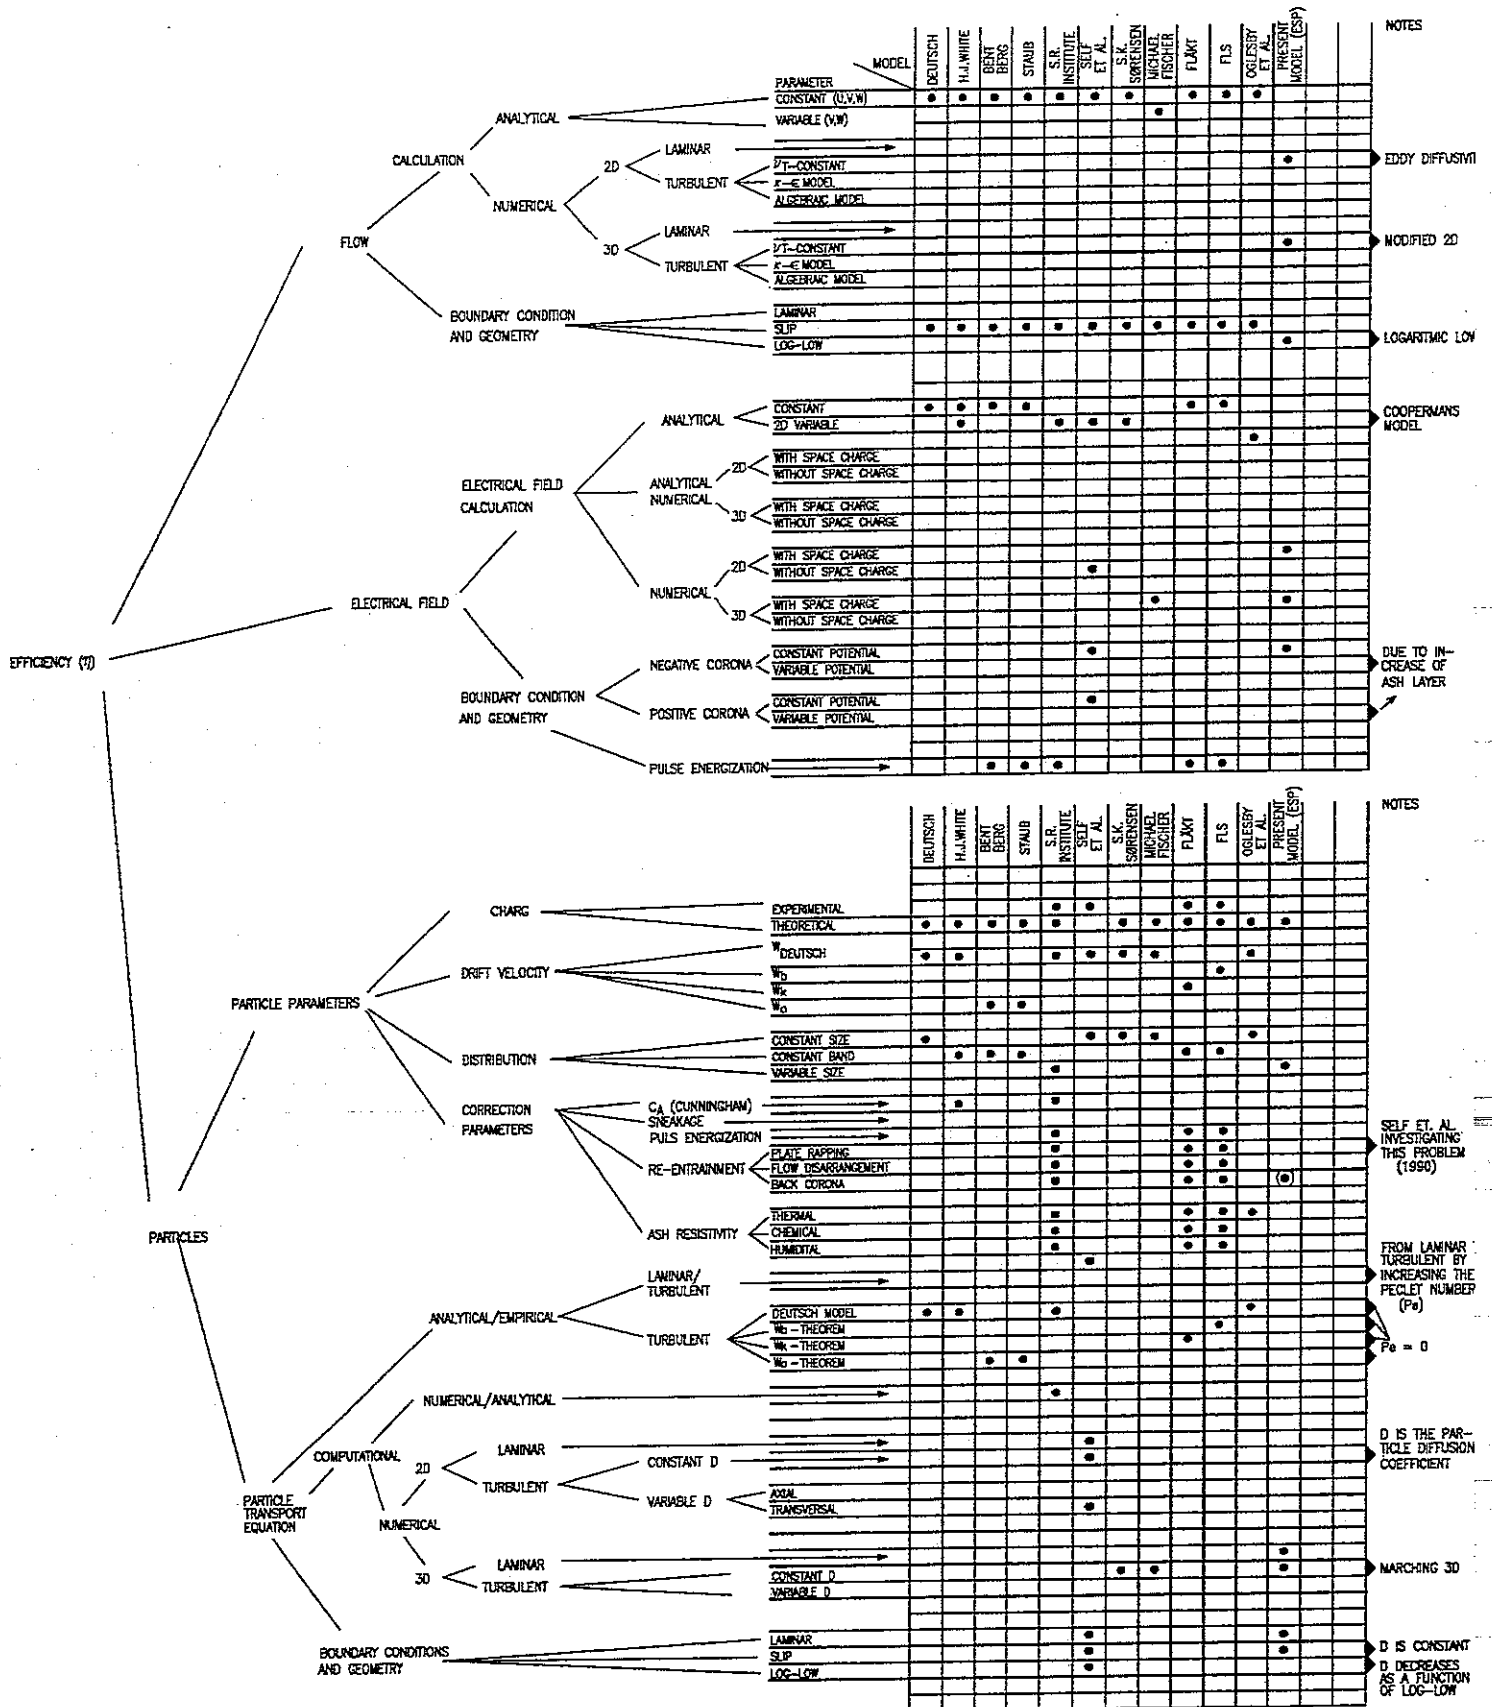 NOTES
MODEL
DEUTSCH
H.J.WHITE
BENT
BERG
STAUB
S.R.
INSTITUTE
SELF
ET AL.
S.K.
SØRENSEN
MICHAEL
FISCHER
FLÄKT
FLS
OGLESBY
ET AL.
PRESENT
MODEL (ESP)
PARAMETER
CONSTANT (U,V,W)
ANALYTICAL
VARIABLE (V,W)
LAMINAR
CALCULATION
2D
EDDY DIFFUSIVIT
νT-CONSTANT
TURBULENT
κ-ϵ MODEL
ALGEBRAIC MODEL
NUMERICAL
LAMINAR
FLOW
3D
MODIFIED 2D
νT-CONSTANT
TURBULENT
κ-ϵ MODEL
ALGEBRAIC MODEL
BOUNDARY CONDITION
AND GEOMETRY
LAMINAR
SLIP
LOG-LOW
LOGARITMIC LOW
ANALYTICAL
CONSTANT
2D VARIABLE
COOPERMANS
MODEL
ELECTRICAL FIELD
CALCULATION
ANALYTICAL
NUMERICAL
2D
WITH SPACE CHARGE
WITHOUT SPACE CHARGE
3D
WITH SPACE CHARGE
WITHOUT SPACE CHARGE
NUMERICAL
2D
WITH SPACE CHARGE
WITHOUT SPACE CHARGE
3D
WITH SPACE CHARGE
WITHOUT SPACE CHARGE
ELECTRICAL FIELD
EFFICIENCY (η)
NEGATIVE CORONA
CONSTANT POTENTIAL
VARIABLE POTENTIAL
DUE TO IN-
CREASE OF
ASH LAYER
BOUNDARY CONDITION
AND GEOMETRY
POSITIVE CORONA
CONSTANT POTENTIAL
VARIABLE POTENTIAL
PULSE ENERGIZATION
NOTES
DEUTSCH
H.J.WHITE
BENT
BERG
STAUB
S.R.
INSTITUTE
SELF
ET AL.
S.K.
SØRENSEN
MICHAEL
FISCHER
FLÄKT
FLS
OGLESBY
ET AL.
PRESENT
MODEL (ESP)
CHARG
EXPERIMENTAL
THEORETICAL
DRIFT VELOCITY
W DEUTSCH
Wb
Wk
Wo
PARTICLE PARAMETERS
DISTRIBUTION
CONSTANT SIZE
CONSTANT BAND
VARIABLE SIZE
CORRECTION
PARAMETERS
CA (CUNNINGHAM)
SNEAKAGE
PULS ENERGIZATION
RE-ENTRAINMENT
PLATE RAPPING
FLOW DISARRANGEMENT
BACK CORONA
SELF ET. AL.
INVESTIGATING
THIS PROBLEM
(1990)
ASH RESISTIVITY
THERMAL
CHEMICAL
HUMIDITAL
PARTICLES
FROM LAMINAR
TURBULENT BY
INCREASING THE
PECLET NUMBER
(Pe)
LAMINAR/
TURBULENT
ANALYTICAL/EMPIRICAL
TURBULENT
DEUTSCH MODEL
Wb-THEOREM
Wk-THEOREM
Wo-THEOREM
Pe = 0
NUMERICAL/ANALYTICAL
COMPUTATIONAL
2D
LAMINAR
TURBULENT
CONSTANT D
VARIABLE D
AXIAL
TRANSVERSAL
D IS THE PAR-
TICLE DIFFUSION
COEFFICIENT
PARTICLE
TRANSPORT
EQUATION
NUMERICAL
3D
LAMINAR
TURBULENT
CONSTANT D
VARIABLE D
MARCHING 3D
BOUNDARY CONDITIONS
AND GEOMETRY
LAMINAR
SLIP
LOG-LOW
D IS CONSTANT
D DECREASES
AS A FUNCTION
OF LOG-LOW